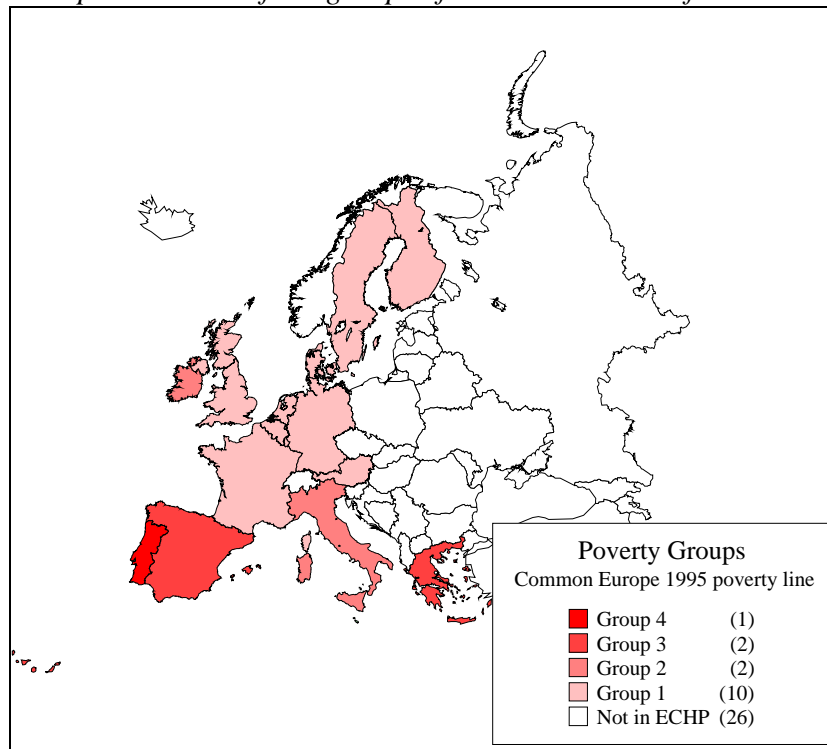 Poverty Groups
Common Europe 1995 poverty line
Group 4 (1)
Group 3 (2)
Group 2 (2)
Group 1 (10)
Not in ECHP (26)